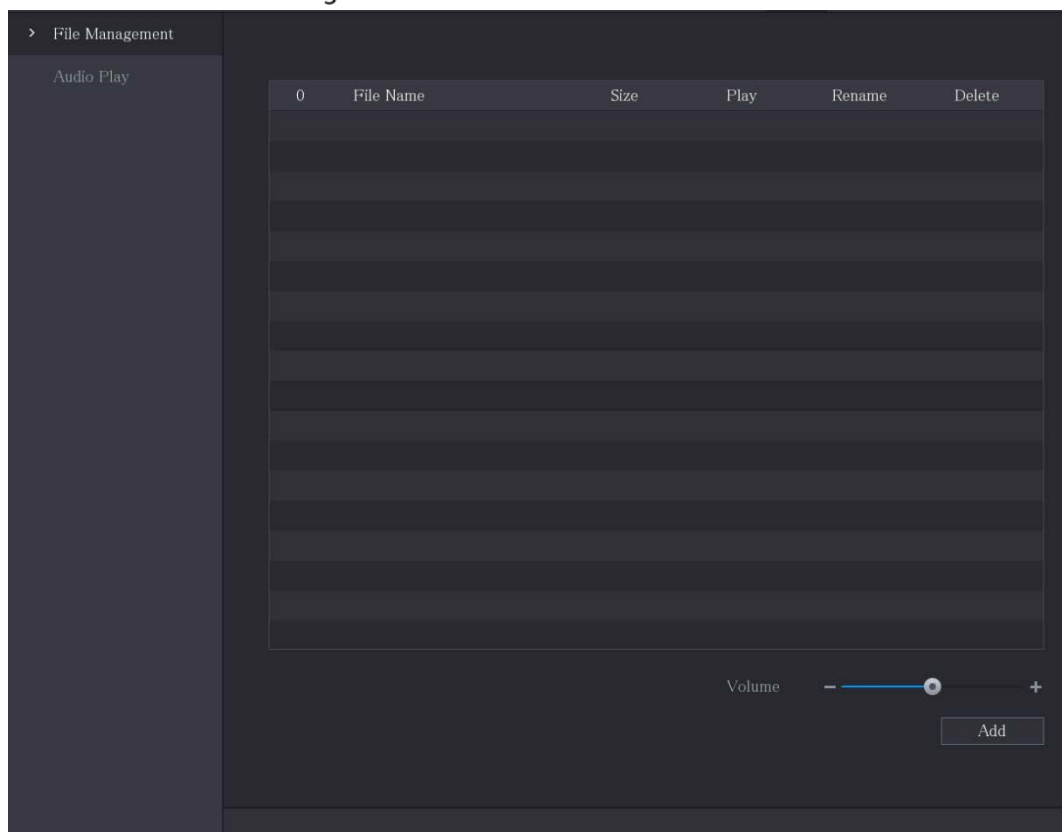 > File Management
Audio Play
0 File Name Size Play Rename Delete
Volume - +
Add